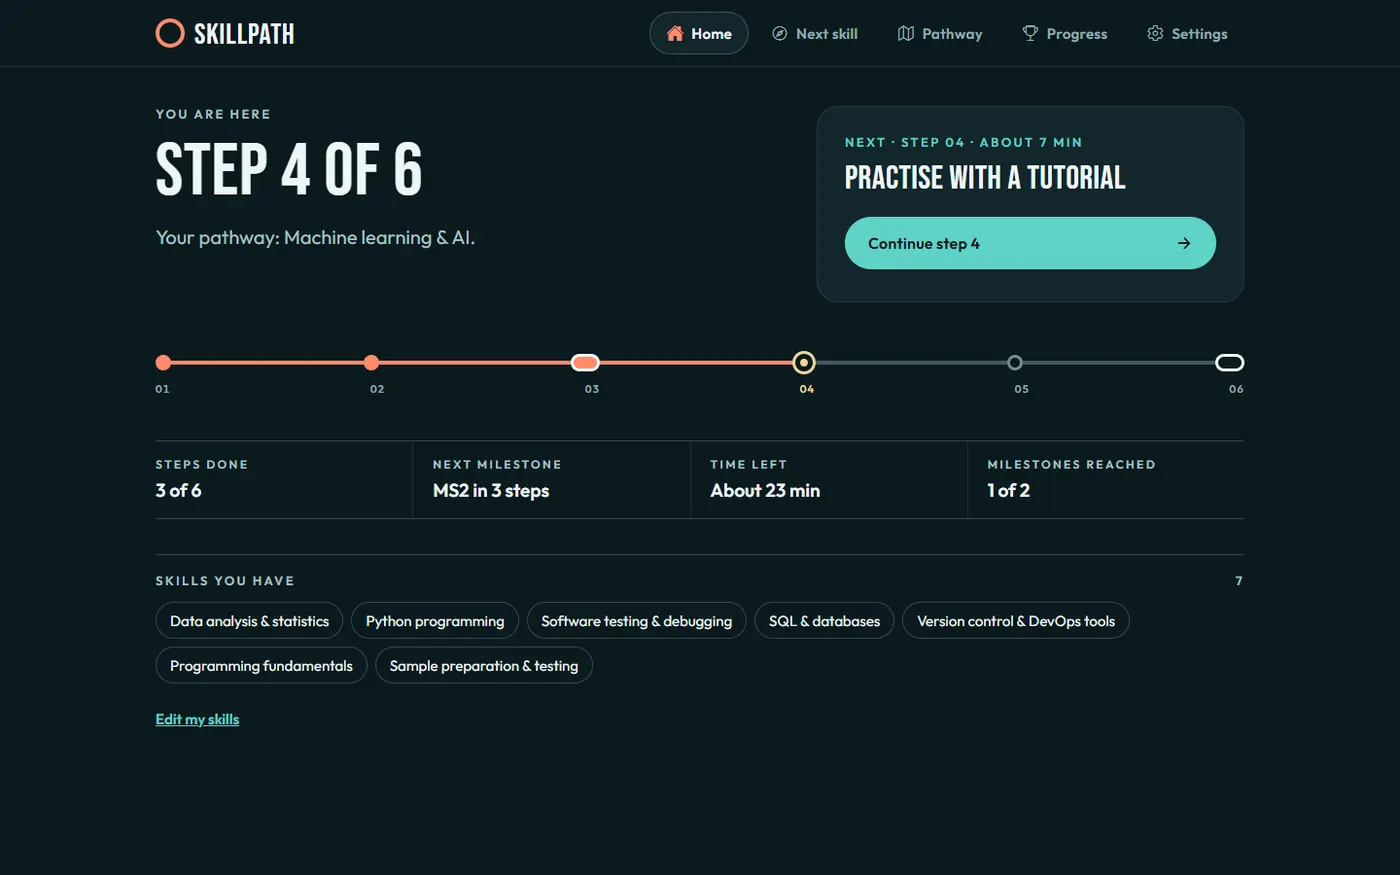 SKILLPATH
Home
Next skill
Pathway
Progress
Settings
YOU ARE HERE
STEP 4 OF 6
Your pathway: Machine learning & AI.
NEXT · STEP 04 · ABOUT 7 MIN
PRACTISE WITH A TUTORIAL
Continue step 4
01
02
03
04
05
06
STEPS DONE
3 of 6
NEXT MILESTONE
MS2 in 3 steps
TIME LEFT
About 23 min
MILESTONES REACHED
1 of 2
SKILLS YOU HAVE
7
Data analysis & statistics
Python programming
Software testing & debugging
SQL & databases
Version control & DevOps tools
Programming fundamentals
Sample preparation & testing
Edit my skills